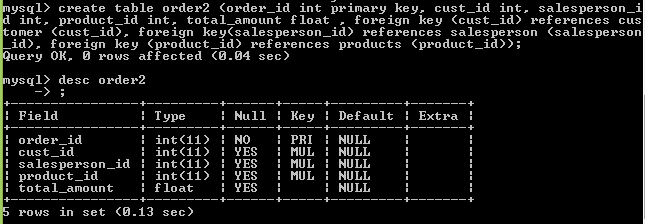 mysql> create table order2 (order_id int primary key, cust_id int, salesperson_i
d int, product_id int, total_amount float , foreign key (cust_id) references cus
tomer (cust_id), foreign key(salesperson_id) references salesperson (salesperson
_id), foreign key (product_id) references products (product_id));
Query OK, 0 rows affected (0.04 sec)
mysql> desc order2
    -> ;
+----------------+---------+------+-----+---------+-------+
| Field          | Type    | Null | Key | Default | Extra |
+----------------+---------+------+-----+---------+-------+
| order_id       | int(11) | NO   | PRI | NULL    |       |
| cust_id        | int(11) | YES  | MUL | NULL    |       |
| salesperson_id | int(11) | YES  | MUL | NULL    |       |
| product_id     | int(11) | YES  | MUL | NULL    |       |
| total_amount   | float   | YES  |     | NULL    |       |
+----------------+---------+------+-----+---------+-------+
5 rows in set (0.13 sec)